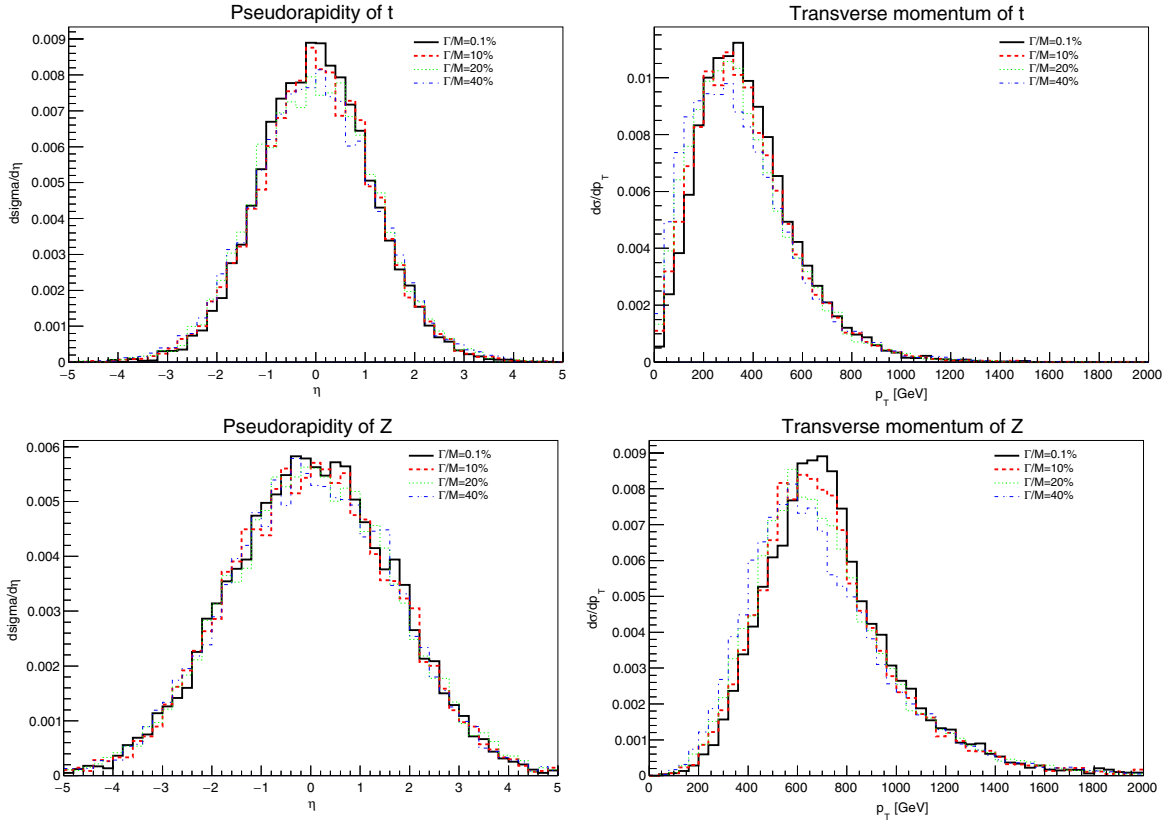 Pseudorapidity of t
dsigma/dη
0.009
0.008
0.007
0.006
0.005
0.004
0.003
0.002
0.001
0
Γ/M=0.1%
Γ/M=10%
Γ/M=20%
Γ/M=40%
−5 −4 −3 −2 −1 0 1 2 3 4 5
η
Transverse momentum of t
dσ/dp_T
0.01
0.008
0.006
0.004
0.002
0
Γ/M=0.1%
Γ/M=10%
Γ/M=20%
Γ/M=40%
0 200 400 600 800 1000 1200 1400 1600 1800 2000
p_T [GeV]
Pseudorapidity of Z
dsigma/dη
0.006
0.005
0.004
0.003
0.002
0.001
0
Γ/M=0.1%
Γ/M=10%
Γ/M=20%
Γ/M=40%
−5 −4 −3 −2 −1 0 1 2 3 4 5
η
Transverse momentum of Z
dσ/dp_T
0.009
0.008
0.007
0.006
0.005
0.004
0.003
0.002
0.001
0
Γ/M=0.1%
Γ/M=10%
Γ/M=20%
Γ/M=40%
0 200 400 600 800 1000 1200 1400 1600 1800 2000
p_T [GeV]